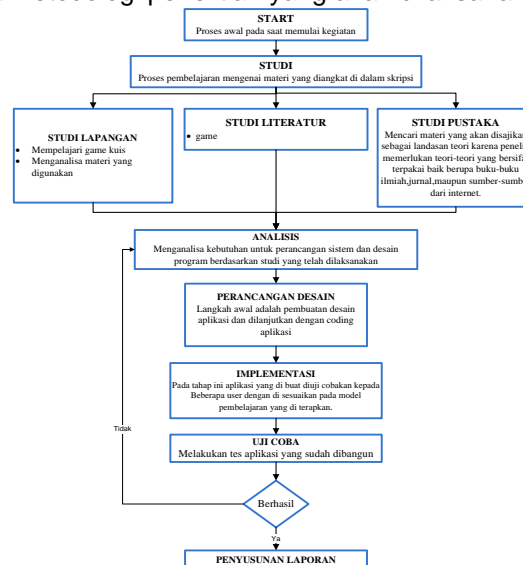 START
Proses awal pada saat memulai kegiatan
STUDI
Proses pembelajaran mengenai materi yang diangkat di dalam skripsi
STUDI LAPANGAN
• Mempelajari game kuis
• Menganalisa materi yang
digunakan
STUDI LITERATUR
• game
STUDI PUSTAKA
Mencari materi yang akan disajikan
sebagai landasan teori karena
memerlukan teori-teori yang
terpakai baik berupa buku-buku
ilmiah,jurnal,maupun
dari internet.
ANALISIS
Menganalisa kebutuhan untuk perancangan sistem dan desain
program berdasarkan studi yang telah dilaksanakan
PERANCANGAN DESAIN
Langkah awal adalah pembuatan desain
aplikasi dan dilanjutkan dengan coding
aplikasi
IMPLEMENTASI
Pada tahap ini aplikasi yang di buat diuji cobakan kepada
Beberapa user dengan di sesuaikan pada model
pembelajaran yang di terapkan.
Tidak
UJI COBA
Melakukan tes aplikasi yang sudah dibangun
Berhasil
Ya
PENYUSUNAN LAPORAN